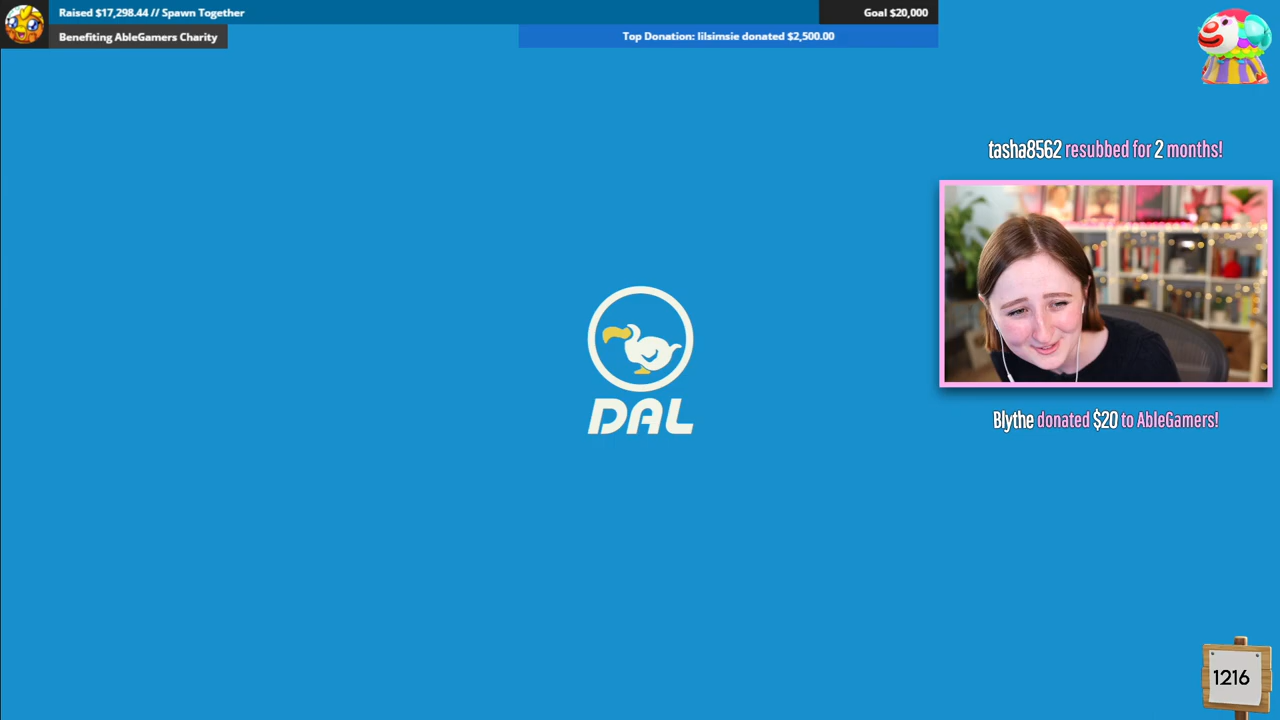 Raised $17,298.44 // Spawn Together
Goal $20,000
Benefiting AbleGamers Charity
Top Donation: lilsimsie donated $2,500.00
tasha8562 resubbed for 2 months!
DAL
Blythe donated $20 to AbleGamers!
1216